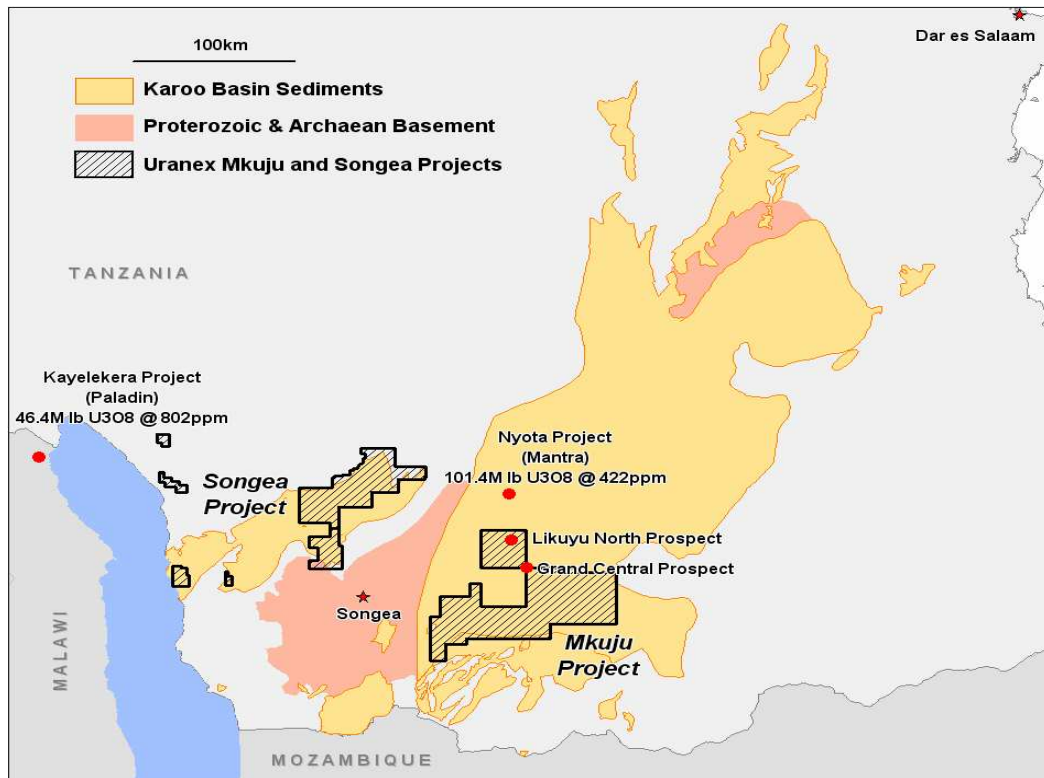 Dar es Salaam
100km
Karoo Basin Sediments
Proterozoic & Archaean Basement
Uranex Mkuju and Songea Projects
TANZANIA
Kayelekera Project
(Paladin)
46.4M lb U3O8 @ 802ppm
Songea
Project
Nyota Project
(Mantra)
101.4M lb U3O8 @ 422ppm
Likuyu North Prospect
Grand Central Prospect
Songea
Mkuju
Project
MALAWI
MOZAMBIQUE